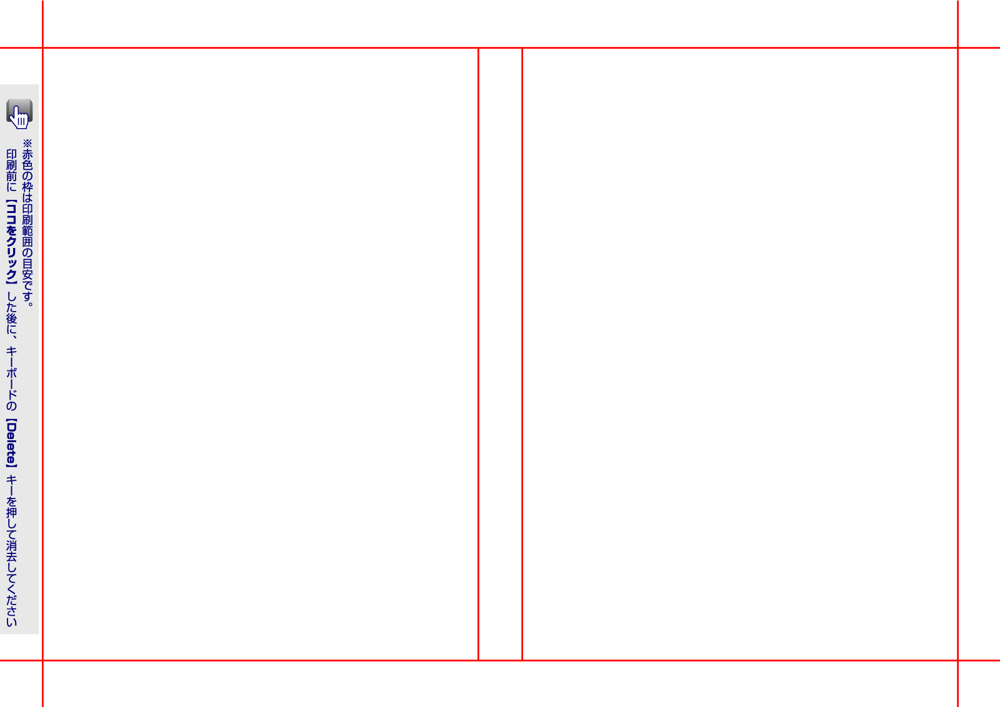 ※赤色の枠は印刷範囲の目安です。
印刷前に【ココをクリック】した後に、キーボードの【Delete】キーを押して消去してください